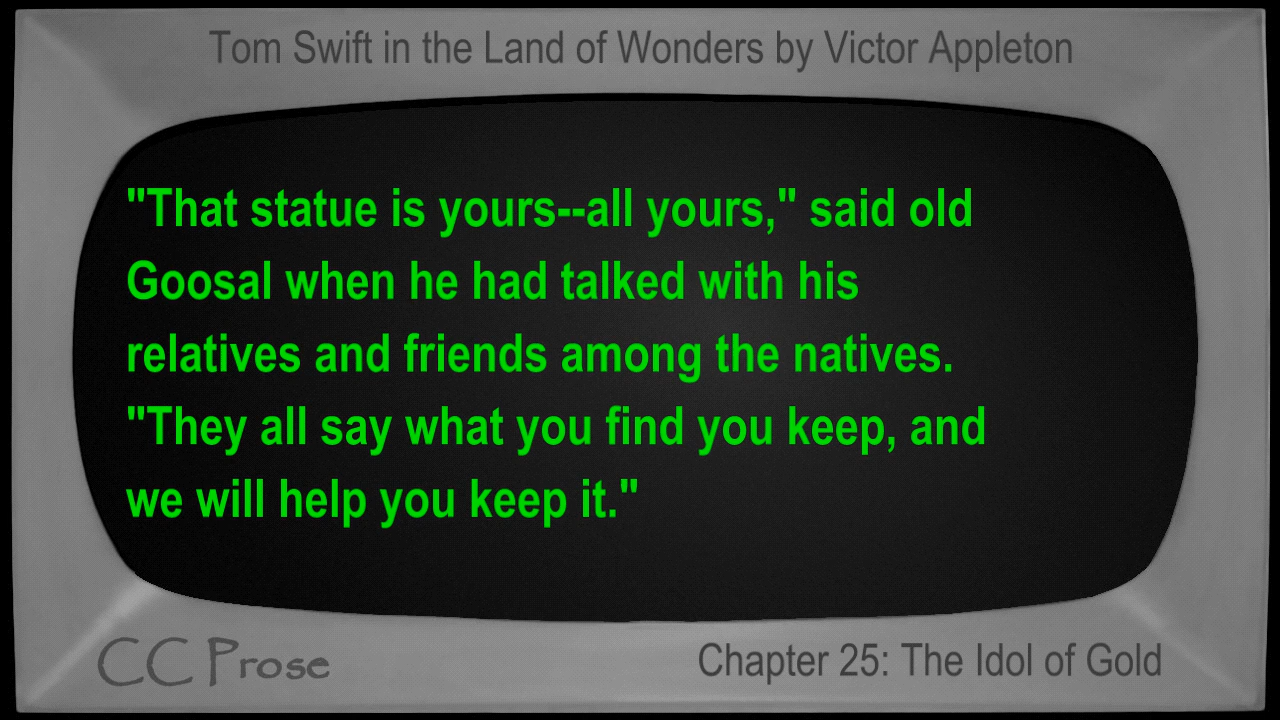 Tom Swift in the Land of Wonders by Victor Appleton
"That statue is yours--all yours," said old
Goosal when he had talked with his
relatives and friends among the natives.
"They all say what you find you keep, and
we will help you keep it."
CC Prose
Chapter 25: The Idol of Gold